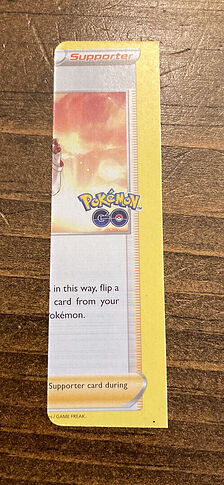 Supporter
Pokémon
GO
in this way, flip a
card from your
okémon.
Supporter card during
/ GAME FREAK.